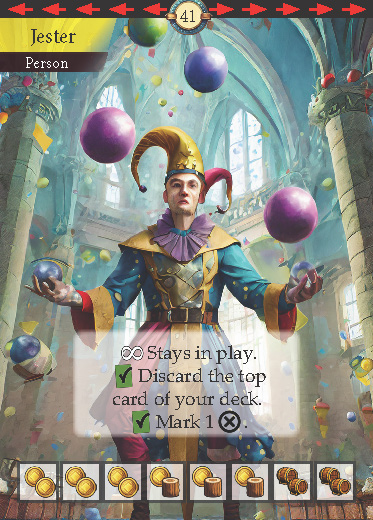 41
Jester
Person
∞ Stays in play.
✓ Discard the top
card of your deck.
✓ Mark 1 ⊗.